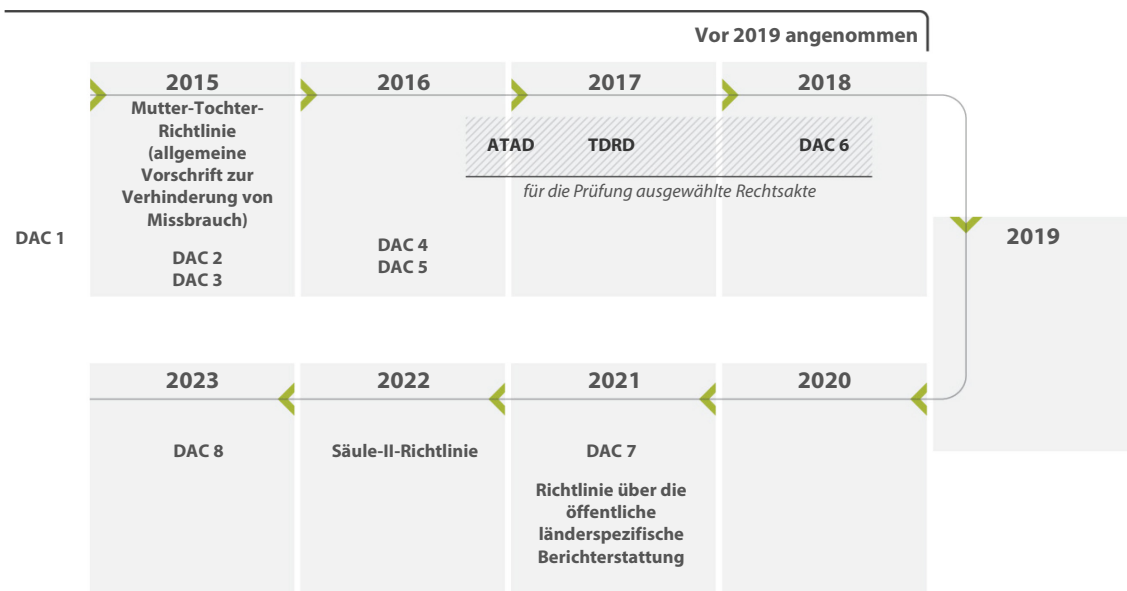 Vor 2019 angenommen
DAC 1
2015
Mutter-Tochter-
Richtlinie
(allgemeine
Vorschrift zur
Verhinderung von
Missbrauch)
DAC 2
DAC 3
2016
DAC 4
DAC 5
2017
2018
ATAD TDRD DAC 6
für die Prüfung ausgewählte Rechtsakte
2019
2023
DAC 8
2022
Säule-II-Richtlinie
2021
DAC 7
Richtlinie über die
öffentliche
länderspezifische
Berichterstattung
2020